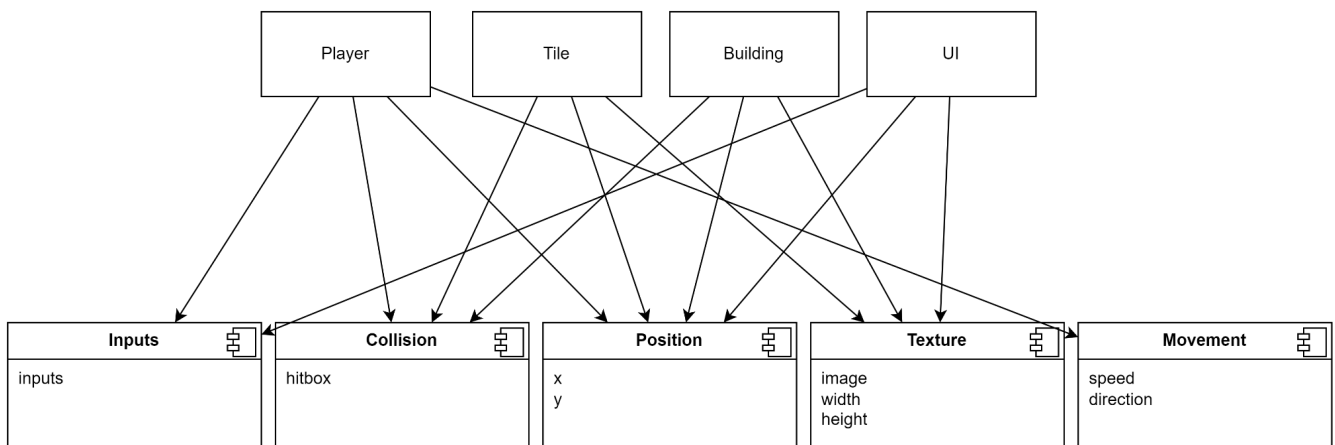 Player
Tile
Building
UI
Inputs
Collision
Position
Texture
Movement
inputs
hitbox
x
y
image
width
height
speed
direction